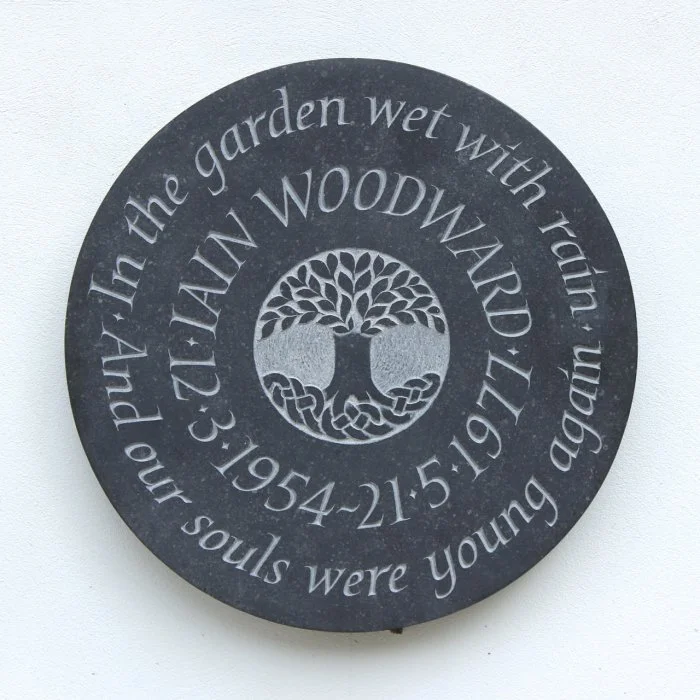 In the garden wet with rain ·
And our souls were young again ·
IAIN WOODWARD ·
12·3·1954~21·5·1977 ·